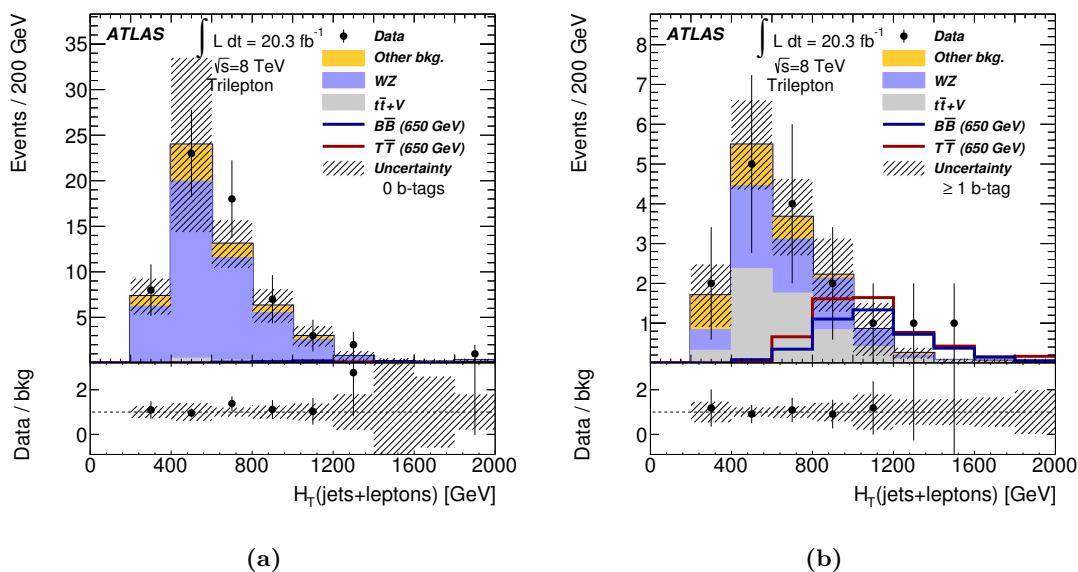 Events / 200 GeV
35
30
25
20
15
10
5
ATLAS
∫ L dt = 20.3 fb⁻¹
√s=8 TeV
Trilepton
Data
Other bkg.
WZ
tt̄+V
BB̄ (650 GeV)
TT̄ (650 GeV)
Uncertainty
0 b-tags
Data / bkg
2
0
0 400 800 1200 1600 2000
H_T(jets+leptons) [GeV]
(a)
Events / 200 GeV
8
7
6
5
4
3
2
1
ATLAS
∫ L dt = 20.3 fb⁻¹
√s=8 TeV
Trilepton
Data
Other bkg.
WZ
tt̄+V
BB̄ (650 GeV)
TT̄ (650 GeV)
Uncertainty
≥ 1 b-tag
Data / bkg
2
0
0 400 800 1200 1600 2000
H_T(jets+leptons) [GeV]
(b)